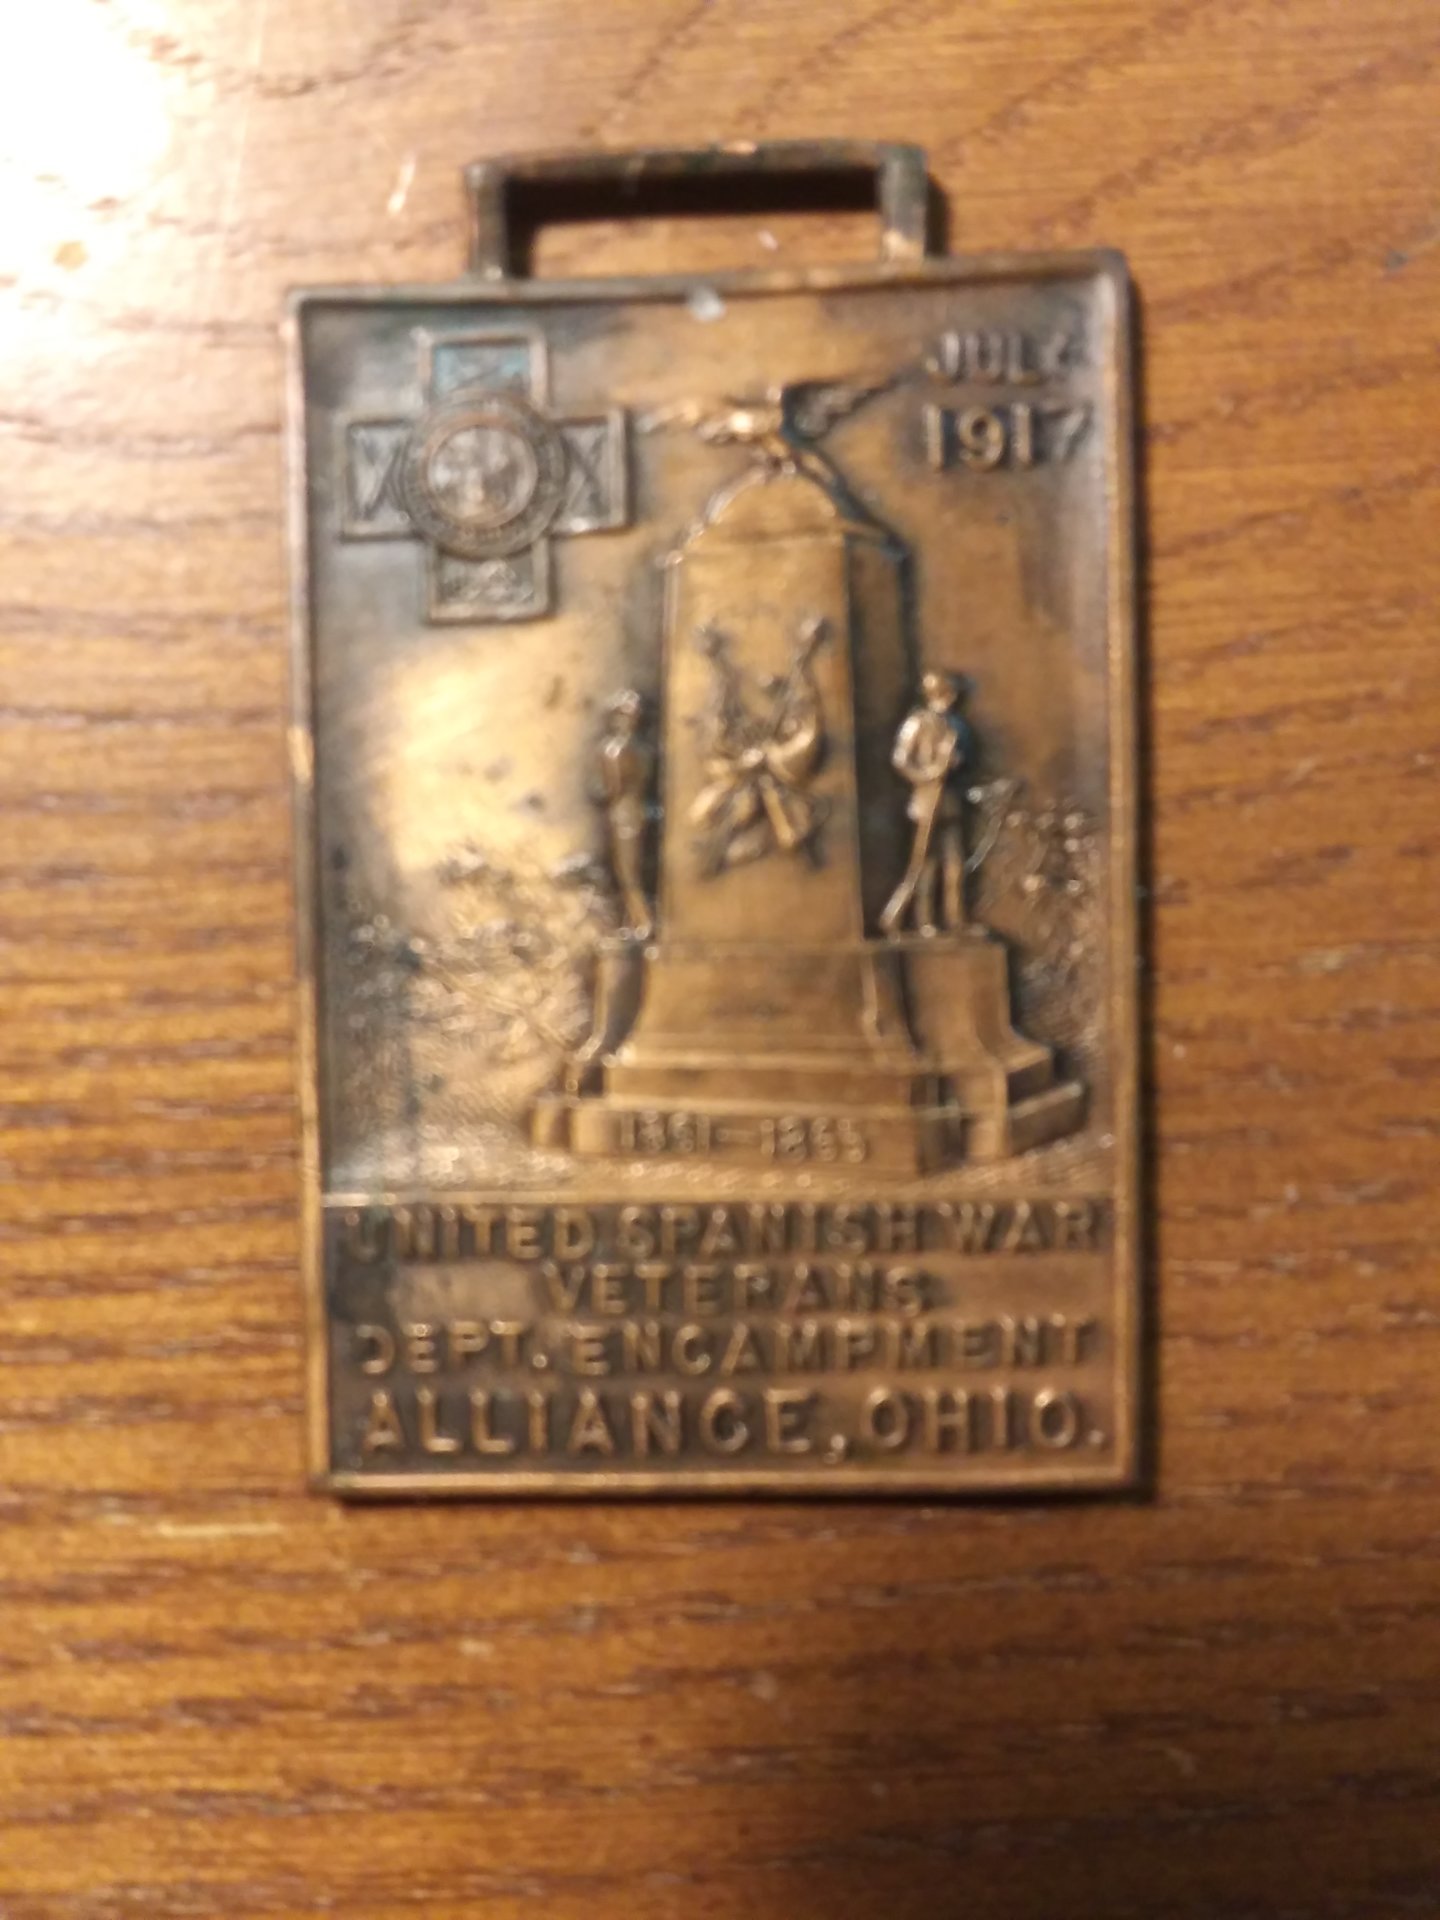 JULY
1917
1861-1865
UNITED SPANISH WAR
VETERANS
DEPT. ENCAMPMENT
ALLIANCE, OHIO.